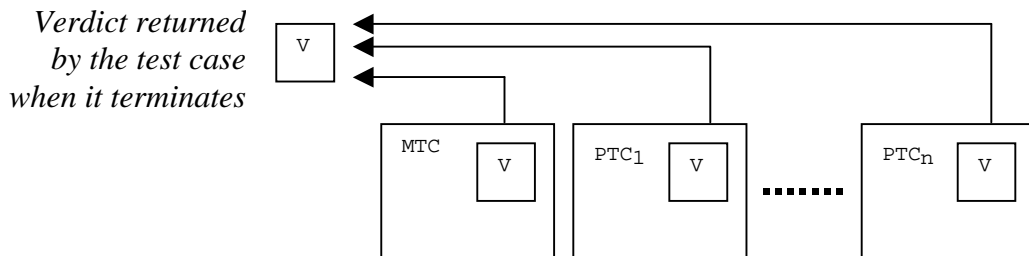 Verdict returned
by the test case
when it terminates
V
MTC
V
PTC1
V
PTCn
V